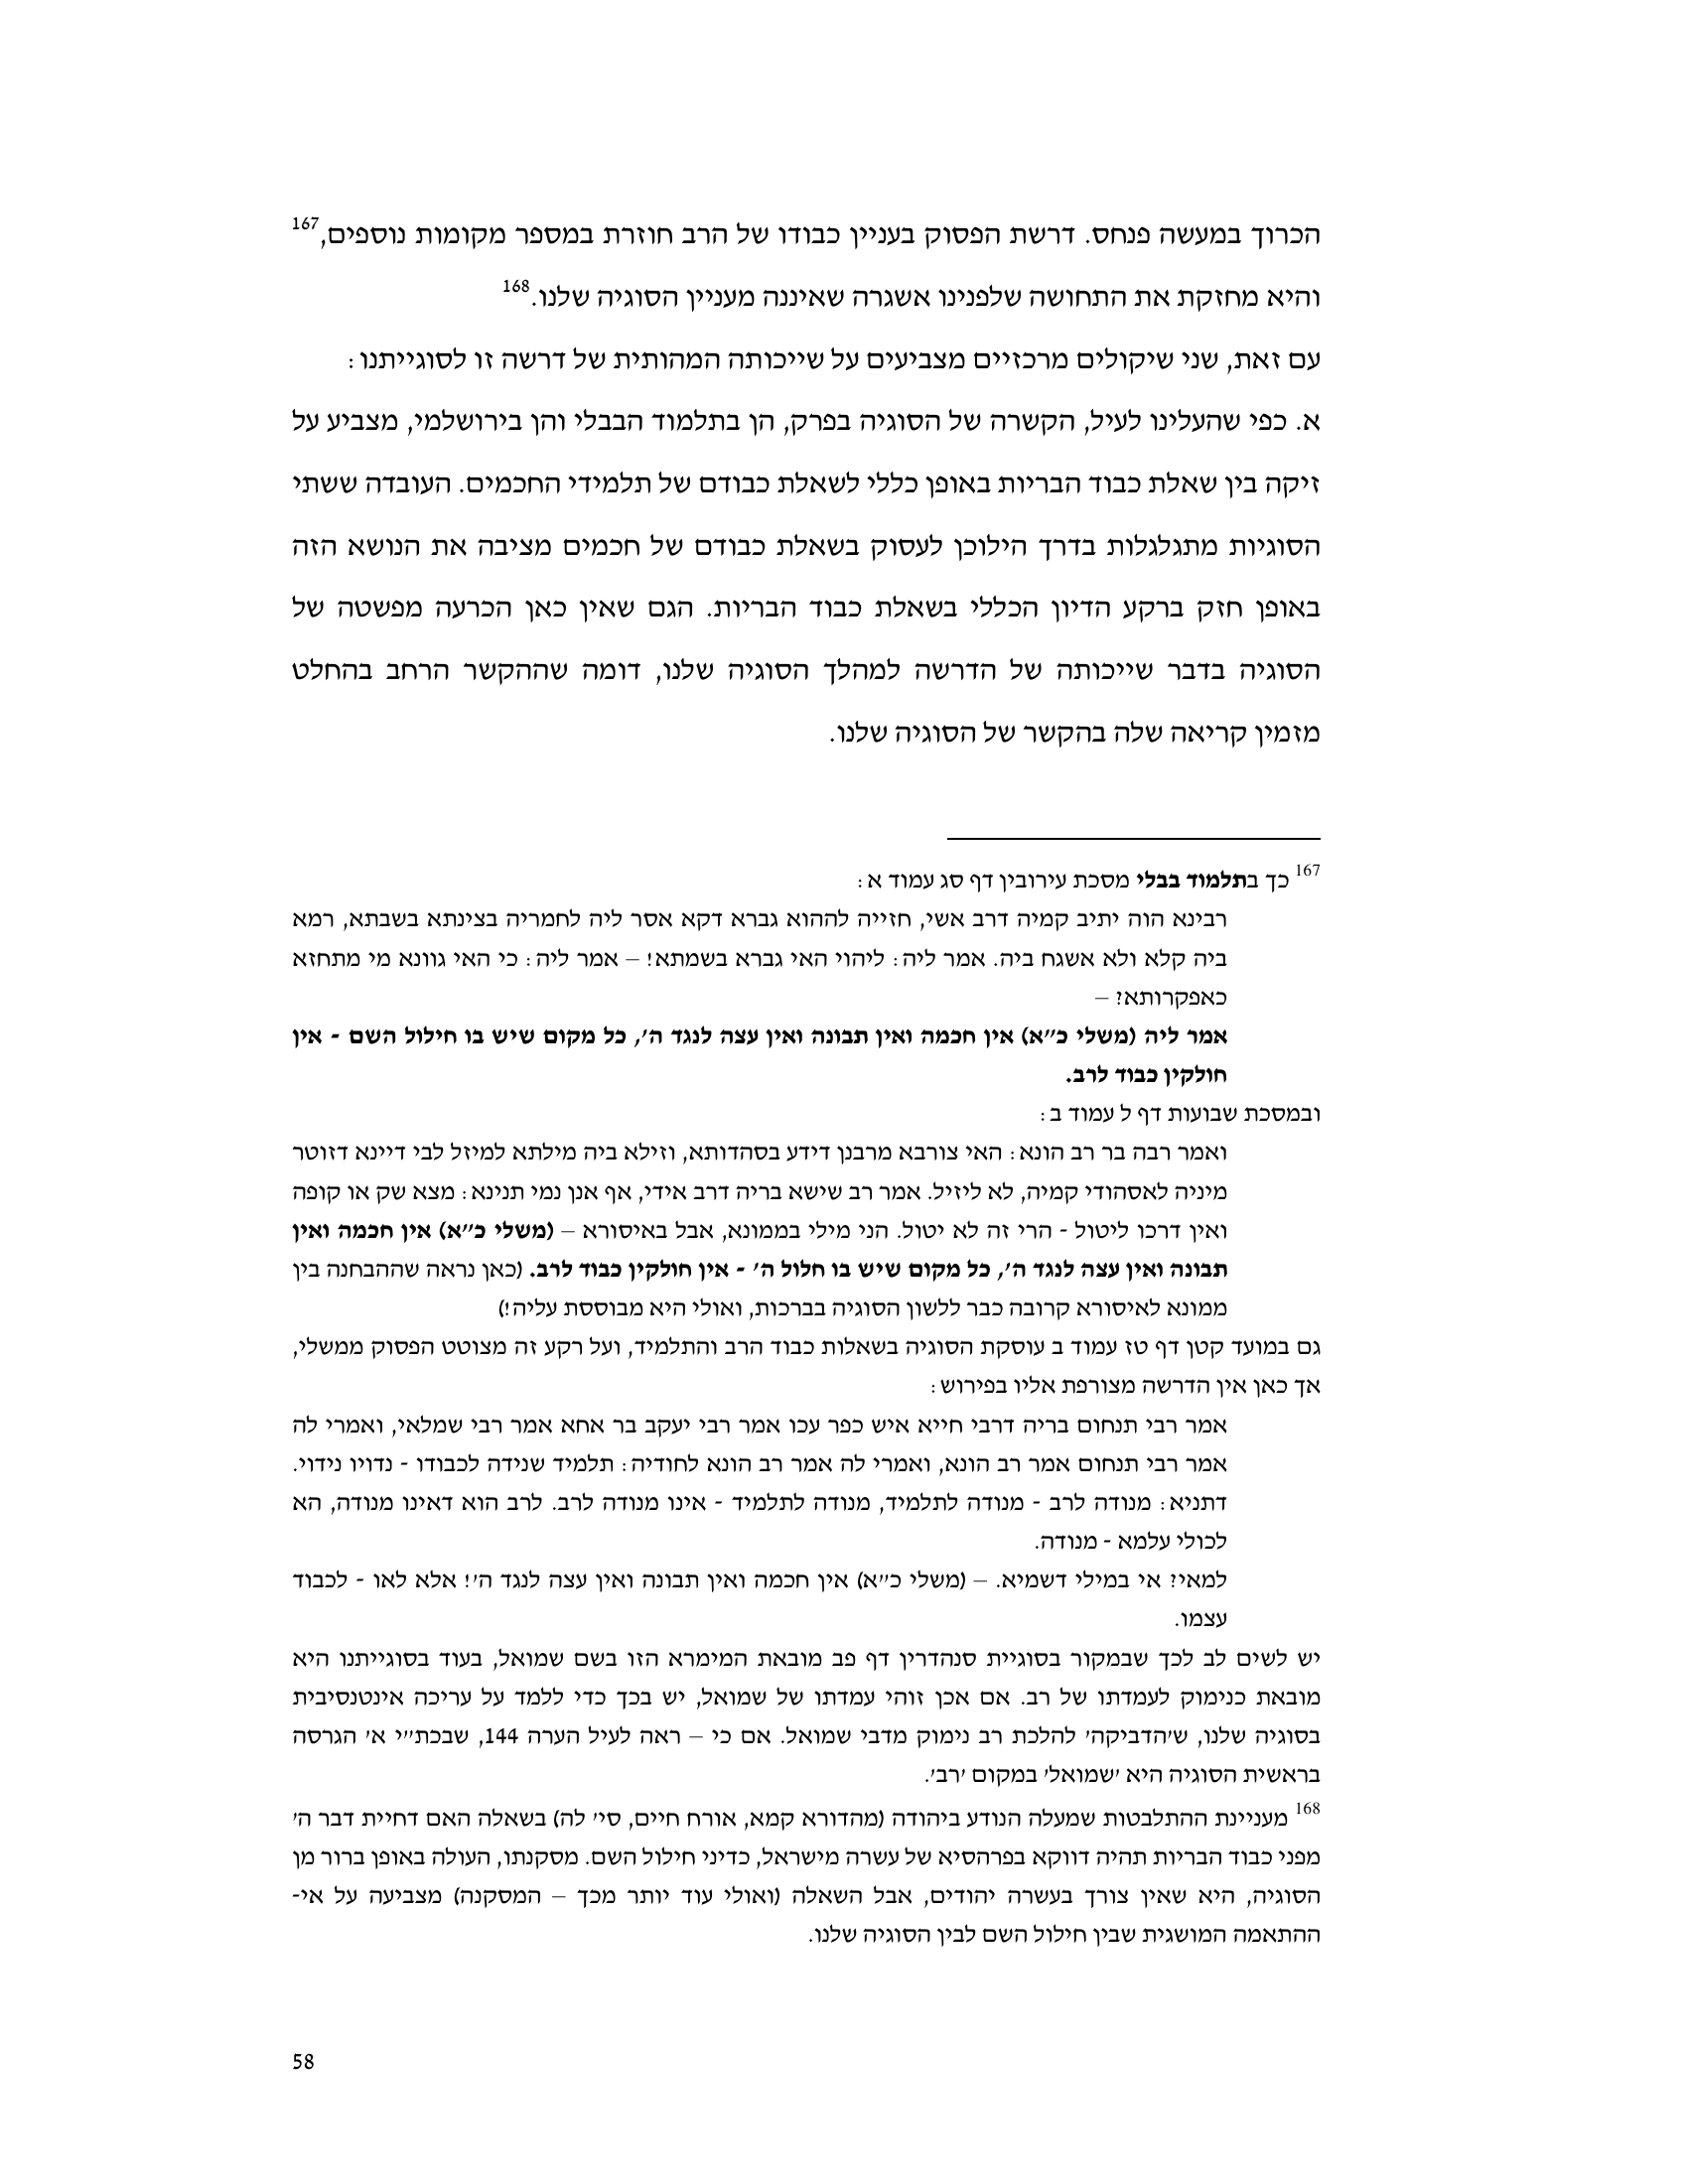 הכרוך במעשה פנחס. דרשת הפסוק בעניין כבודו של הרב חוזרת במספר מקומות נוספים,167
והיא מחזקת את התחושה שלפנינו אשגרה שאיננה מעניין הסוגיה שלנו.168
עם זאת, שני שיקולים מרכזיים מצביעים על שייכותה המהותית של דרשה זו לסוגייתנו:
א. כפי שהעלינו לעיל, הקשרה של הסוגיה בפרק, הן בתלמוד הבבלי והן בירושלמי, מצביע על
זיקה בין שאלת כבוד הבריות באופן כללי לשאלת כבודם של תלמידי החכמים. העובדה ששתי
הסוגיות מתגלגלות בדרך הילוכן לעסוק בשאלת כבודם של חכמים מציבה את הנושא הזה
באופן חזק ברקע הדיון הכללי בשאלת כבוד הבריות. הגם שאין כאן הכרעה מפשטה של
הסוגיה בדבר שייכותה של הדרשה למהלך הסוגיה שלנו, דומה שההקשר הרחב בהחלט
מזמין קריאה שלה בהקשר של הסוגיה שלנו.
167 כך בתלמוד בבלי מסכת עירובין דף סג עמוד א:
רבינא הוה יתיב קמיה דרב אשי, חזייה לההוא גברא דקא אסר ליה לחמריה בצינתא בשבתא, רמא
ביה קלא ולא אשגח ביה. אמר ליה: ליהוי האי גברא בשמתא! – אמר ליה: כי האי גוונא מי מתחזא
כאפקרותא? –
אמר ליה (משלי כ"א) אין חכמה ואין תבונה ואין עצה לנגד ה', כל מקום שיש בו חילול השם - אין
חולקין כבוד לרב.
ובמסכת שבועות דף ל עמוד ב:
ואמר רבה בר רב הונא: האי צורבא מרבנן דידע בסהדותא, וזילא ביה מילתא למיזל לבי דיינא דזוטר
מיניה לאסהודי קמיה, לא ליזיל. אמר רב שישא בריה דרב אידי, אף אנן נמי תנינא: מצא שק או קופה
ואין דרכו ליטול - הרי זה לא יטול. הני מילי בממונא, אבל באיסורא – (משלי כ"א) אין חכמה ואין
תבונה ואין עצה לנגד ה', כל מקום שיש בו חלול ה' - אין חולקין כבוד לרב. (כאן נראה שההבחנה בין
ממונא לאיסורא קרובה כבר ללשון הסוגיה בברכות, ואולי היא מבוססת עליה!)
גם במועד קטן דף טז עמוד ב עוסקת הסוגיה בשאלות כבוד הרב והתלמיד, ועל רקע זה מצוטט הפסוק ממשלי,
אך כאן אין הדרשה מצורפת אליו בפירוש:
אמר רבי תנחום בריה דרבי חייא איש כפר עכו אמר רבי יעקב בר אחא אמר רבי שמלאי, ואמרי לה
אמר רבי תנחום אמר רב הונא, ואמרי לה אמר רב הונא לחודיה: תלמיד שנידה לכבודו - נדויו נידוי.
דתניא: מנודה לרב - מנודה לתלמיד, מנודה לתלמיד - אינו מנודה לרב. לרב הוא דאינו מנודה, הא
לכולי עלמא - מנודה.
למאי? אי במילי דשמיא. – (משלי כ"א) אין חכמה ואין תבונה ואין עצה לנגד ה'! אלא לאו - לכבוד
עצמו.
יש לשים לב לכך שבמקור בסוגיית סנהדרין דף פב מובאת המימרא הזו בשם שמואל, בעוד בסוגייתנו היא
מובאת כנימוק לעמדתו של רב. אם אכן זוהי עמדתו של שמואל, יש בכך כדי ללמד על עריכה אינטנסיבית
בסוגיה שלנו, ש'הדביקה' להלכת רב נימוק מדבי שמואל. אם כי – ראה לעיל הערה 144, שבכת"י א' הגרסה
בראשית הסוגיה היא 'שמואל' במקום 'רב'.
168 מעניינת ההתלבטות שמעלה הנודע ביהודה (מהדורא קמא, אורח חיים, סי' לה) בשאלה האם דחיית דבר ה'
מפני כבוד הבריות תהיה דווקא בפרהסיא של עשרה מישראל, כדיני חילול השם. מסקנתו, העולה באופן ברור מן
הסוגיה, היא שאין צורך בעשרה יהודים, אבל השאלה (ואולי עוד יותר מכך – המסקנה) מצביעה על אי-
ההתאמה המושגית שבין חילול השם לבין הסוגיה שלנו.
58